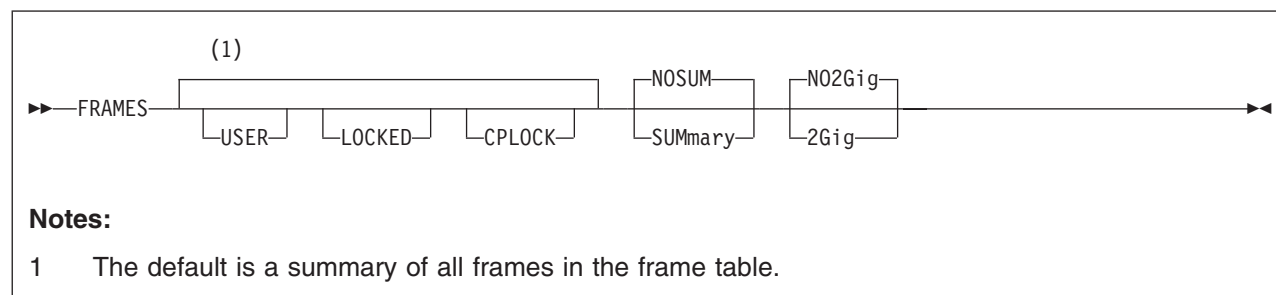 (1)
NOSUM NO2Gig
FRAMES
USER LOCKED CPLOCK SUMmary 2Gig
Notes:
1 The default is a summary of all frames in the frame table.